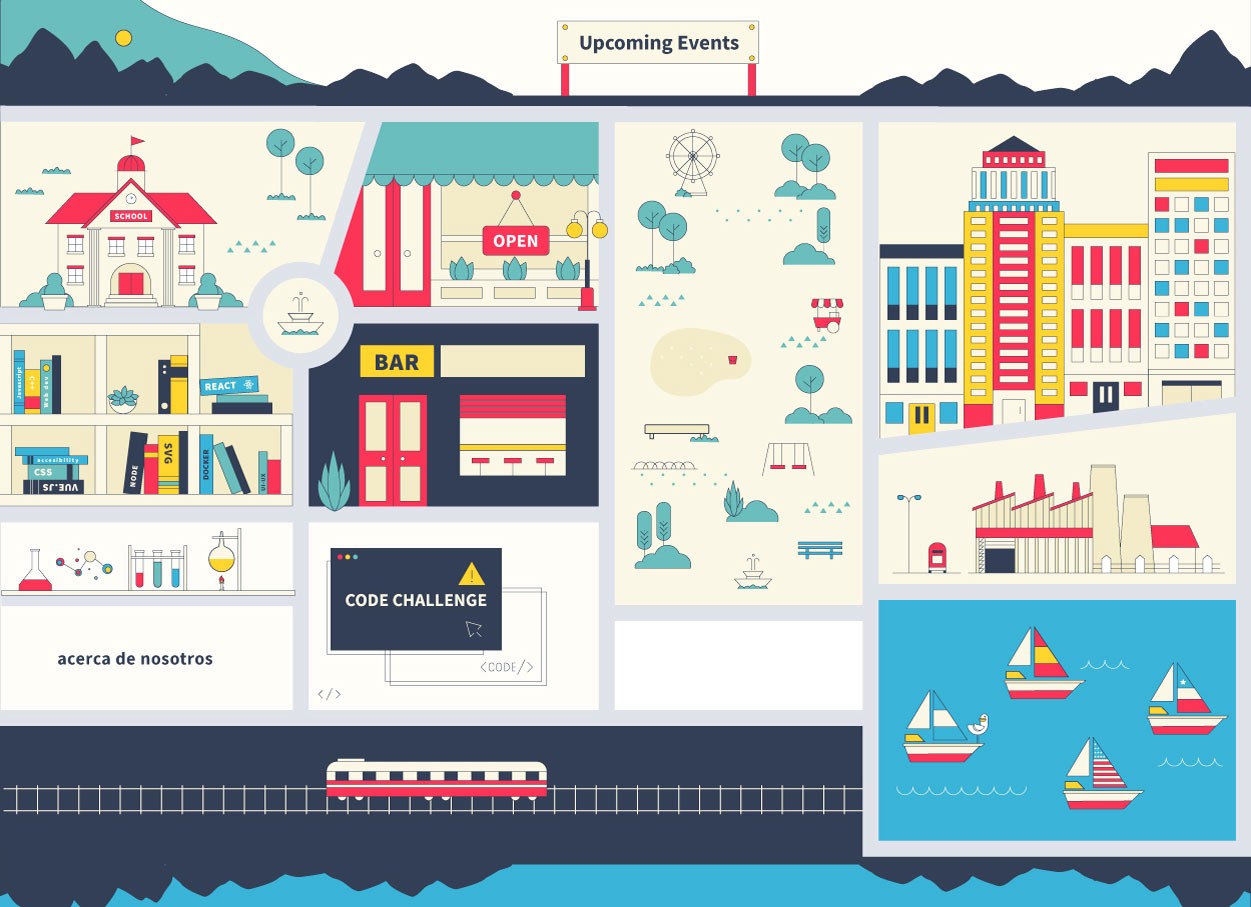 Upcoming Events
SCHOOL
OPEN
BAR
Javascript
C++
Web dev
REACT
accesibility
CSS
VUE.JS
NODE
SVG
DOCKER
UI-UX
CODE CHALLENGE
<CODE/>
</>
acerca de nosotros